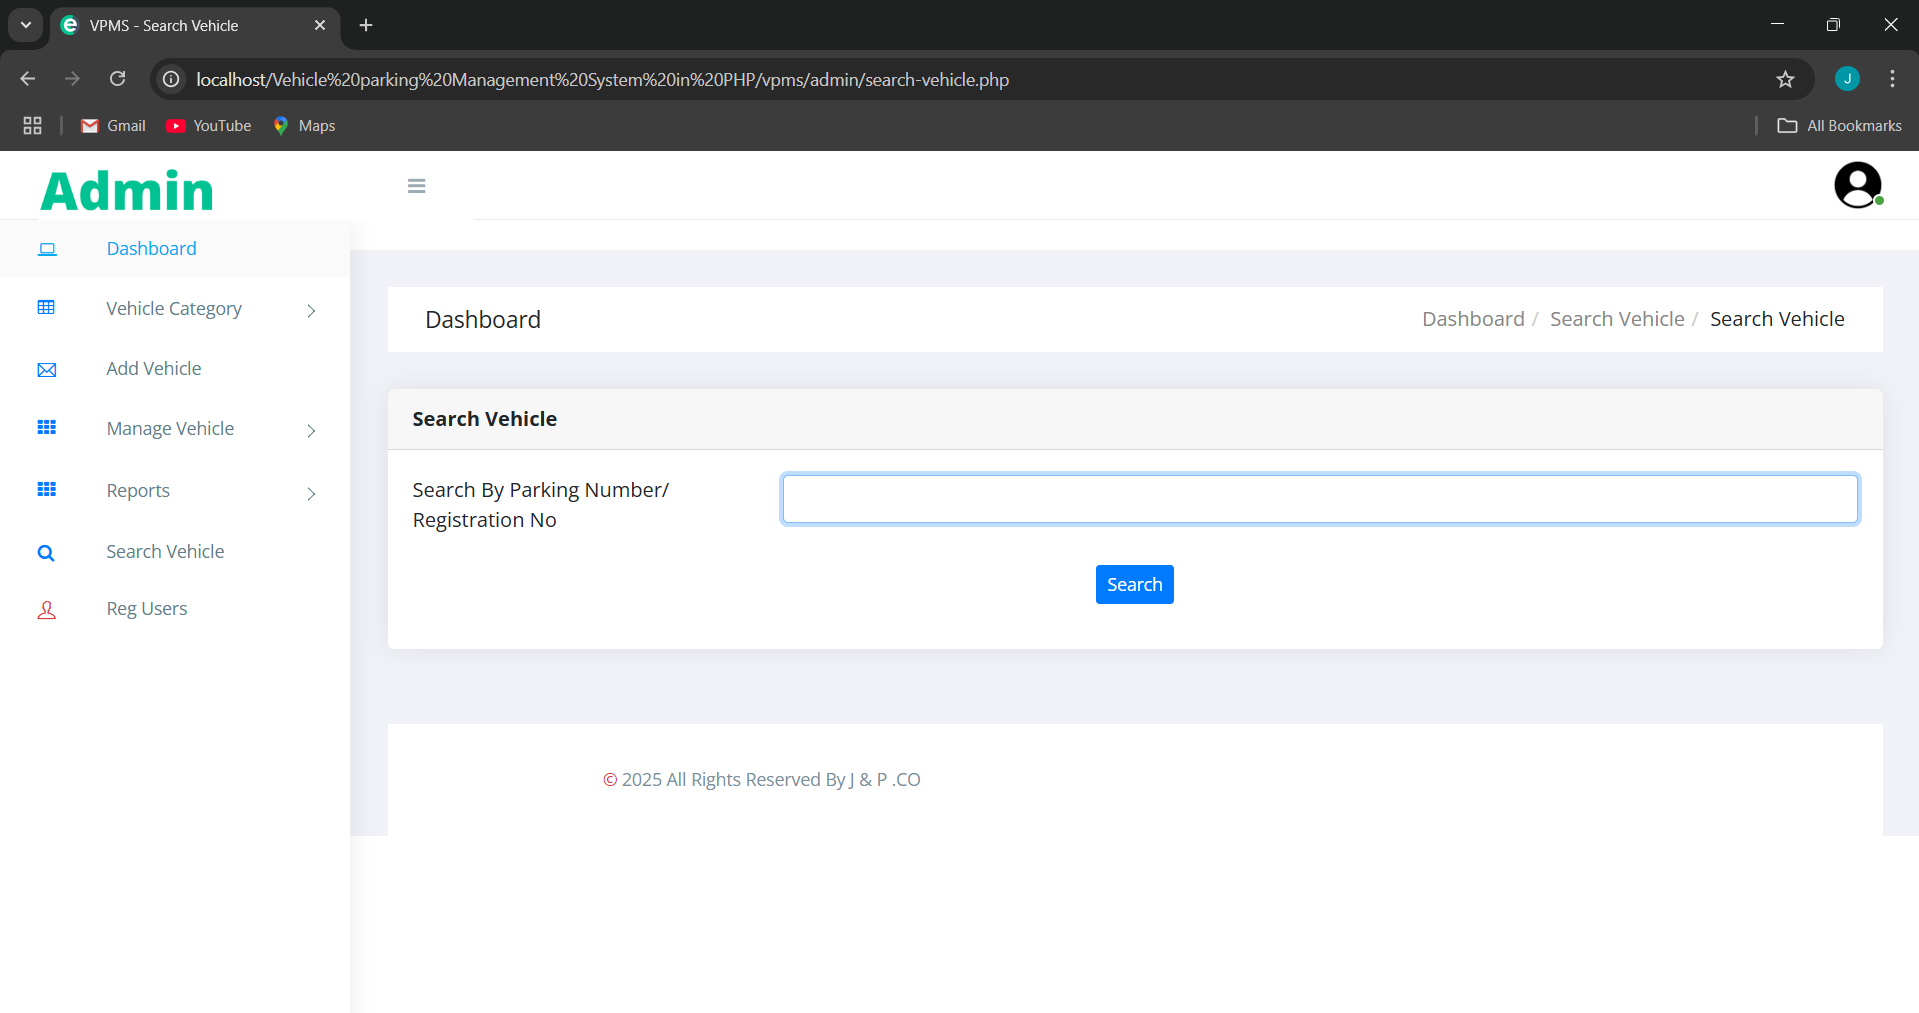 VPMS - Search Vehicle
localhost/Vehicle%20parking%20Management%20System%20in%20PHP/vpms/admin/search-vehicle.php
J
Gmail
YouTube
Maps
All Bookmarks
Admin
Dashboard
Vehicle Category
Add Vehicle
Manage Vehicle
Reports
Search Vehicle
Reg Users
Dashboard
Dashboard / Search Vehicle / Search Vehicle
Search Vehicle
Search By Parking Number/
Registration No
Search
© 2025 All Rights Reserved By J & P .CO